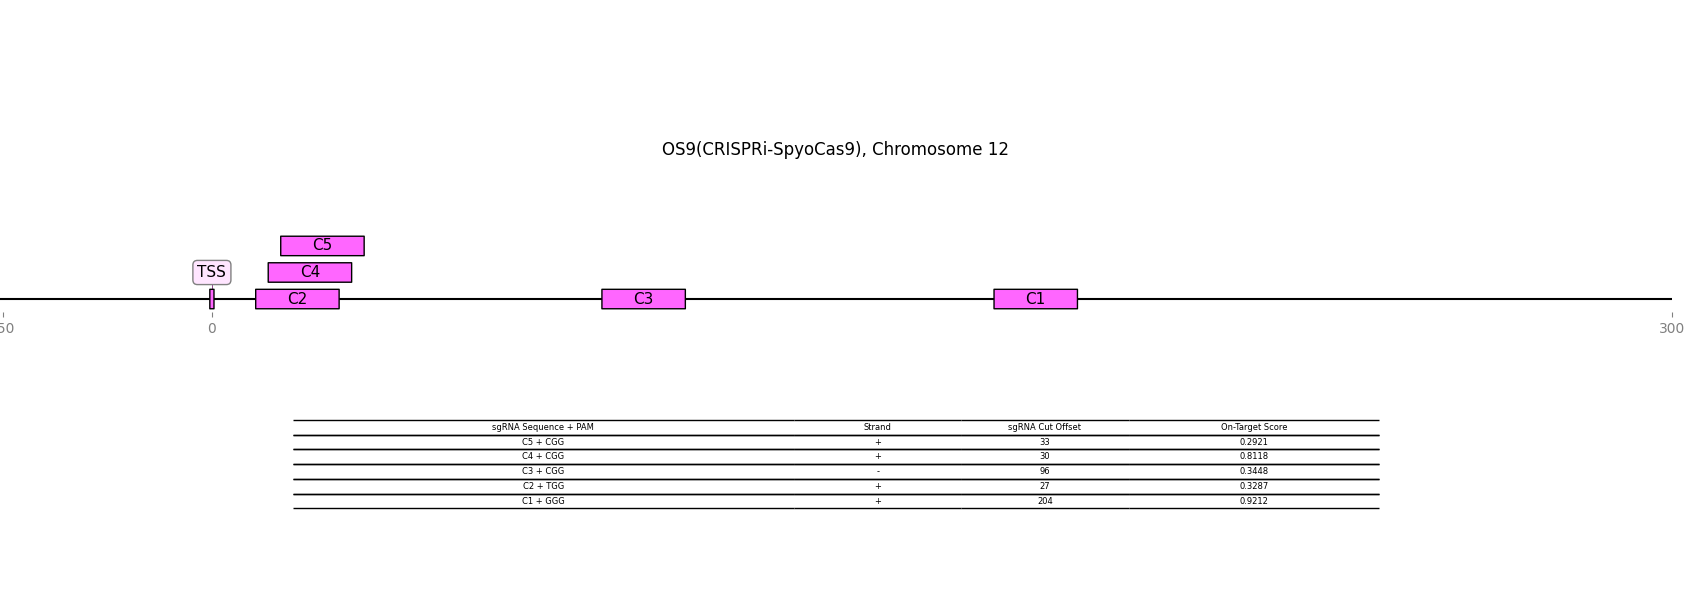 OS9(CRISPRi-SpyoCas9), Chromosome 12
C5
TSS C4
C2 C3 C1
50 0 300
sgRNA Sequence + PAM Strand sgRNA Cut Offset On-Target Score
C5 + CGG + 33 0.2921
C4 + CGG + 30 0.8118
C3 + CGG - 96 0.3448
C2 + TGG + 27 0.3287
C1 + GGG + 204 0.9212